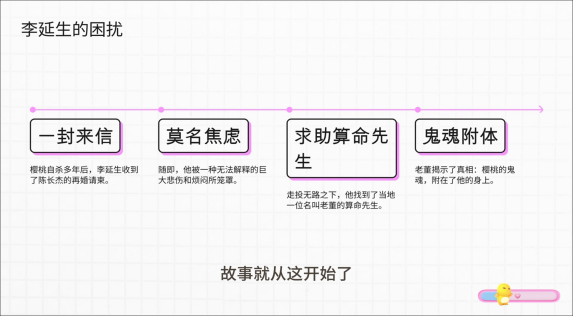 李延生的困扰
一封来信
樱桃自杀多年后，李延生收到
了陈长杰的再婚请柬。
莫名焦虑
随即，他被一种无法解释的巨
大悲伤和烦闷所笼罩。
求助算命先
生
走投无路之下，他找到了当地
一位名叫老董的算命先生。
鬼魂附体
老董揭示了真相：樱桃的鬼
魂，附在了他的身上。
故事就从这开始了